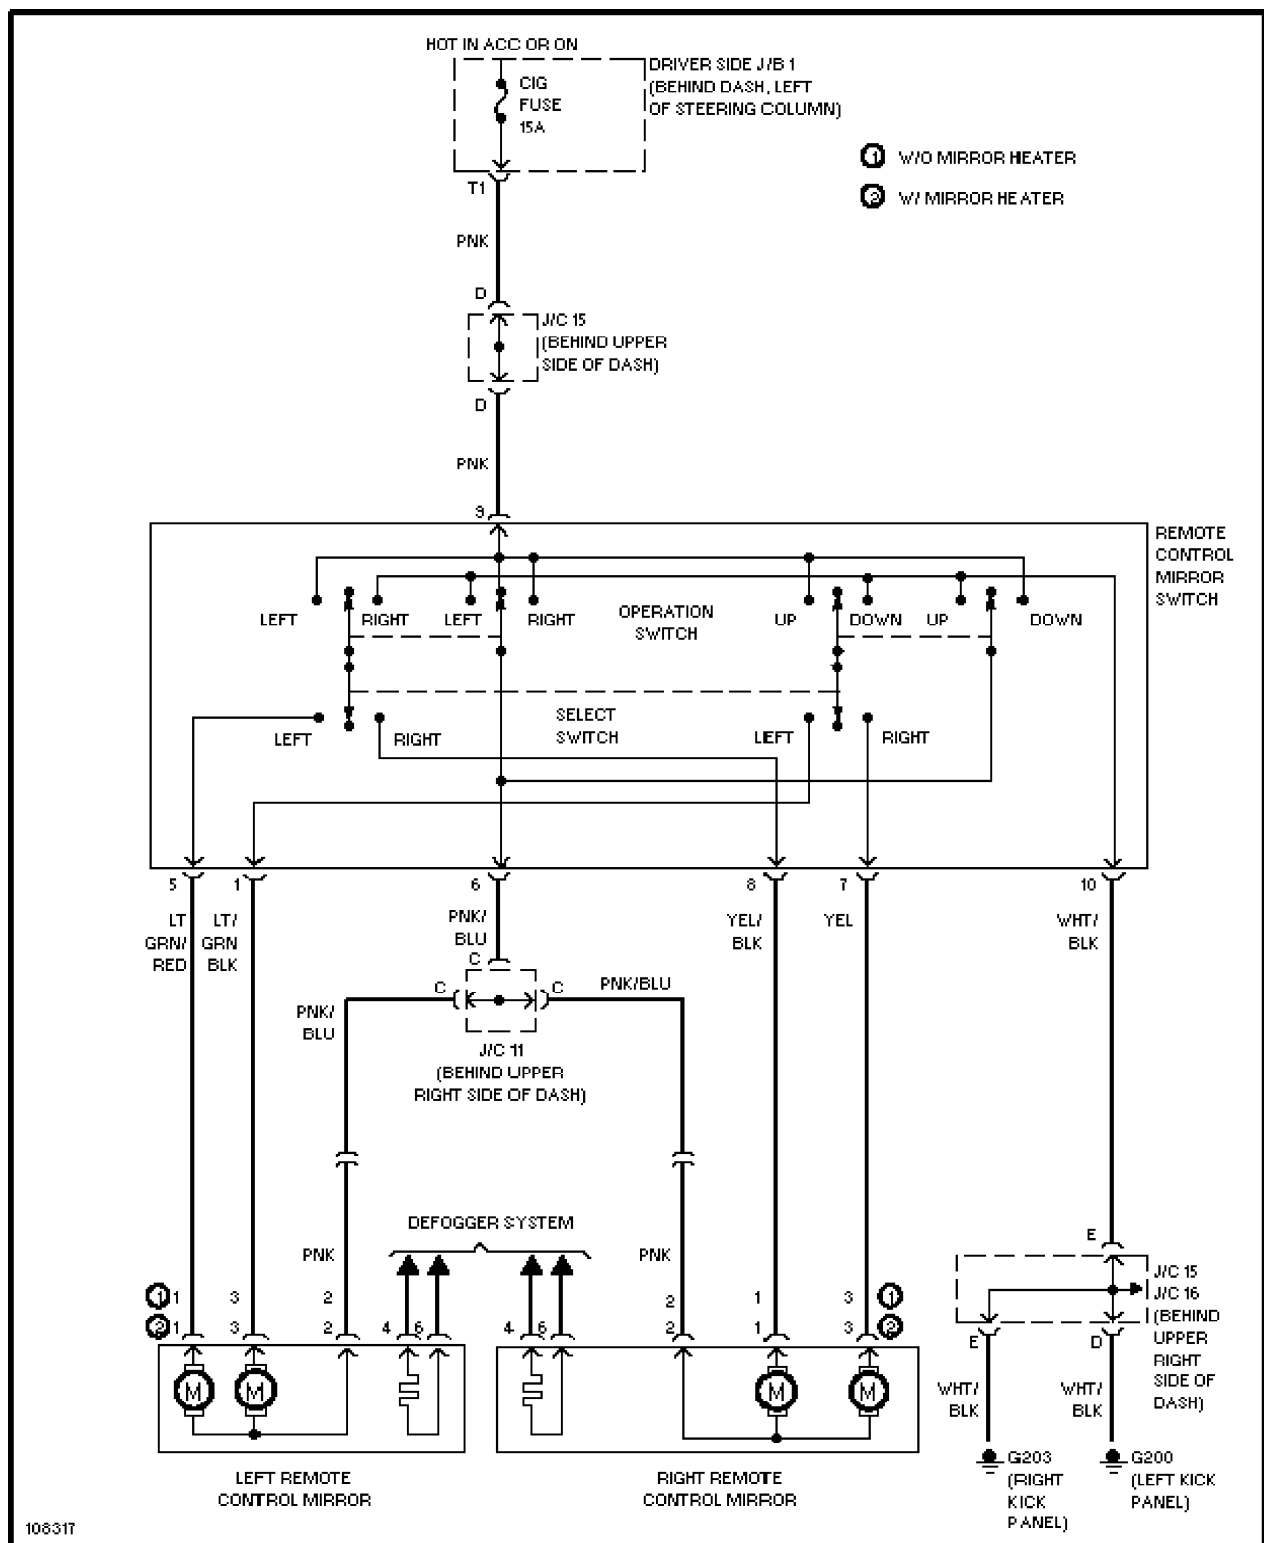 HOT IN ACC OR ON
DRIVER SIDE J/B 1
(BEHIND DASH, LEFT
OF STEERING COLUMN)
CIG
FUSE
15A
1 W/O MIRROR HEATER
2 W/ MIRROR HEATER
T1
PNK
D
J/C 15
(BEHIND UPPER
SIDE OF DASH)
D
PNK
9
REMOTE
CONTROL
MIRROR
SWITCH
LEFT RIGHT LEFT RIGHT
OPERATION
SWITCH
UP DOWN UP DOWN
SELECT
SWITCH
LEFT RIGHT LEFT RIGHT
5 1 6 8 7 10
LT
GRN/
RED
LT/
GRN
BLK
PNK/
BLU
YEL/
BLK
YEL
WHT/
BLK
C
C C
PNK/BLU
PNK/
BLU
J/C 11
(BEHIND UPPER
RIGHT SIDE OF DASH)
DEFOGGER SYSTEM
PNK PNK
E
J/C 15
J/C 16
(BEHIND
UPPER
RIGHT
SIDE OF
DASH)
1 1 3 2 2 1 3 1
2 1 3 2 4 6 4 6 2 1 3 2
E D
M M M M
WHT/
BLK
WHT/
BLK
LEFT REMOTE
CONTROL MIRROR
RIGHT REMOTE
CONTROL MIRROR
G203
(RIGHT
KICK
PANEL)
G200
(LEFT KICK
PANEL)
108317